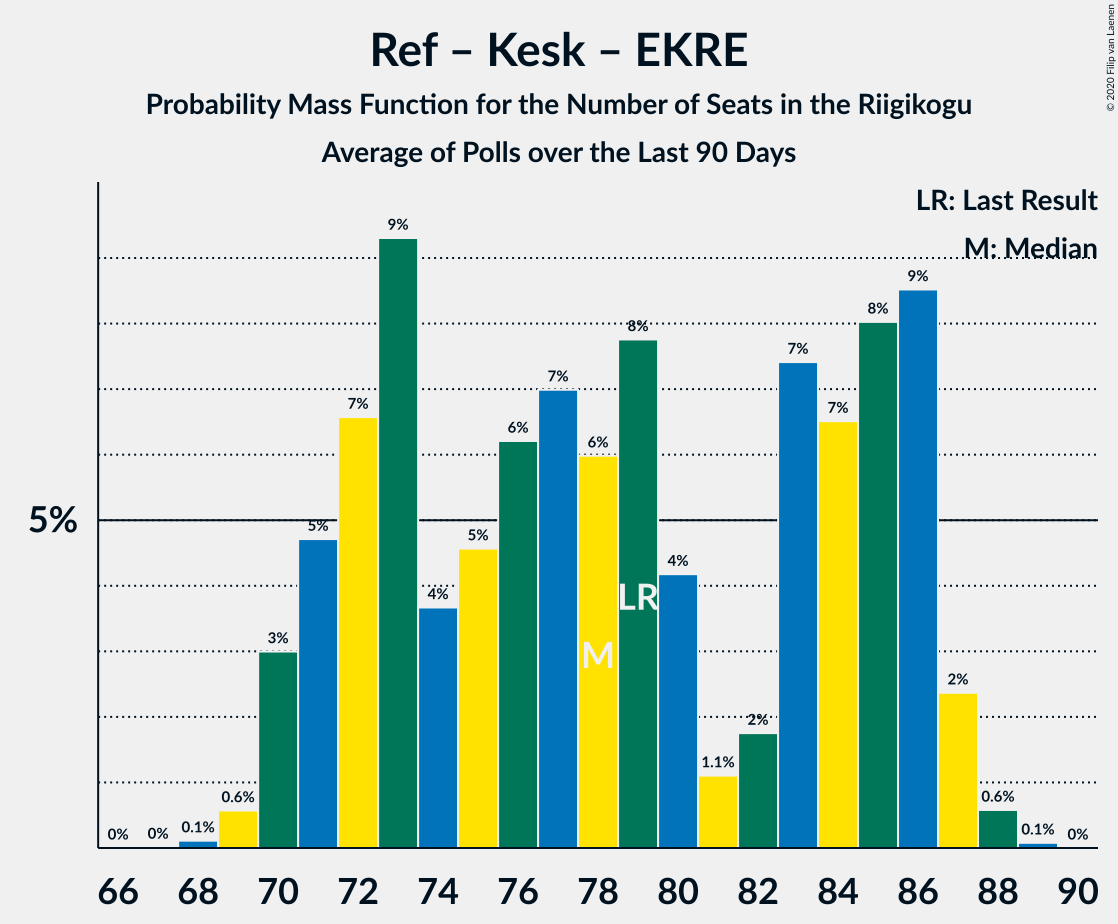 Ref – Kesk – EKRE
Probability Mass Function for the Number of Seats in the Riigikogu
Average of Polls over the Last 90 Days
© 2020 Filip van Laenen
LR: Last Result
M: Median
5%
0%
0%
0.1%
0.6%
3%
5%
7%
9%
4%
5%
6%
7%
6%
8%
4%
1.1%
2%
7%
7%
8%
9%
2%
0.6%
0.1%
0%
LR
M
66 68 70 72 74 76 78 80 82 84 86 88 90